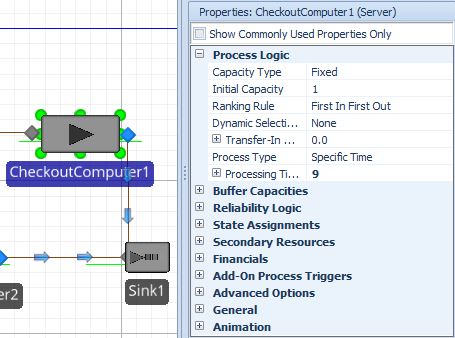 CheckoutComputer1
er2
Sink1
Properties: CheckoutComputer1 (Server)
Show Commonly Used Properties Only
Process Logic
Capacity Type Fixed
Initial Capacity 1
Ranking Rule First In First Out
Dynamic Selecti... None
Transfer-In ... 0.0
Process Type Specific Time
Processing Ti... 9
Buffer Capacities
Reliability Logic
State Assignments
Secondary Resources
Financials
Add-On Process Triggers
Advanced Options
General
Animation